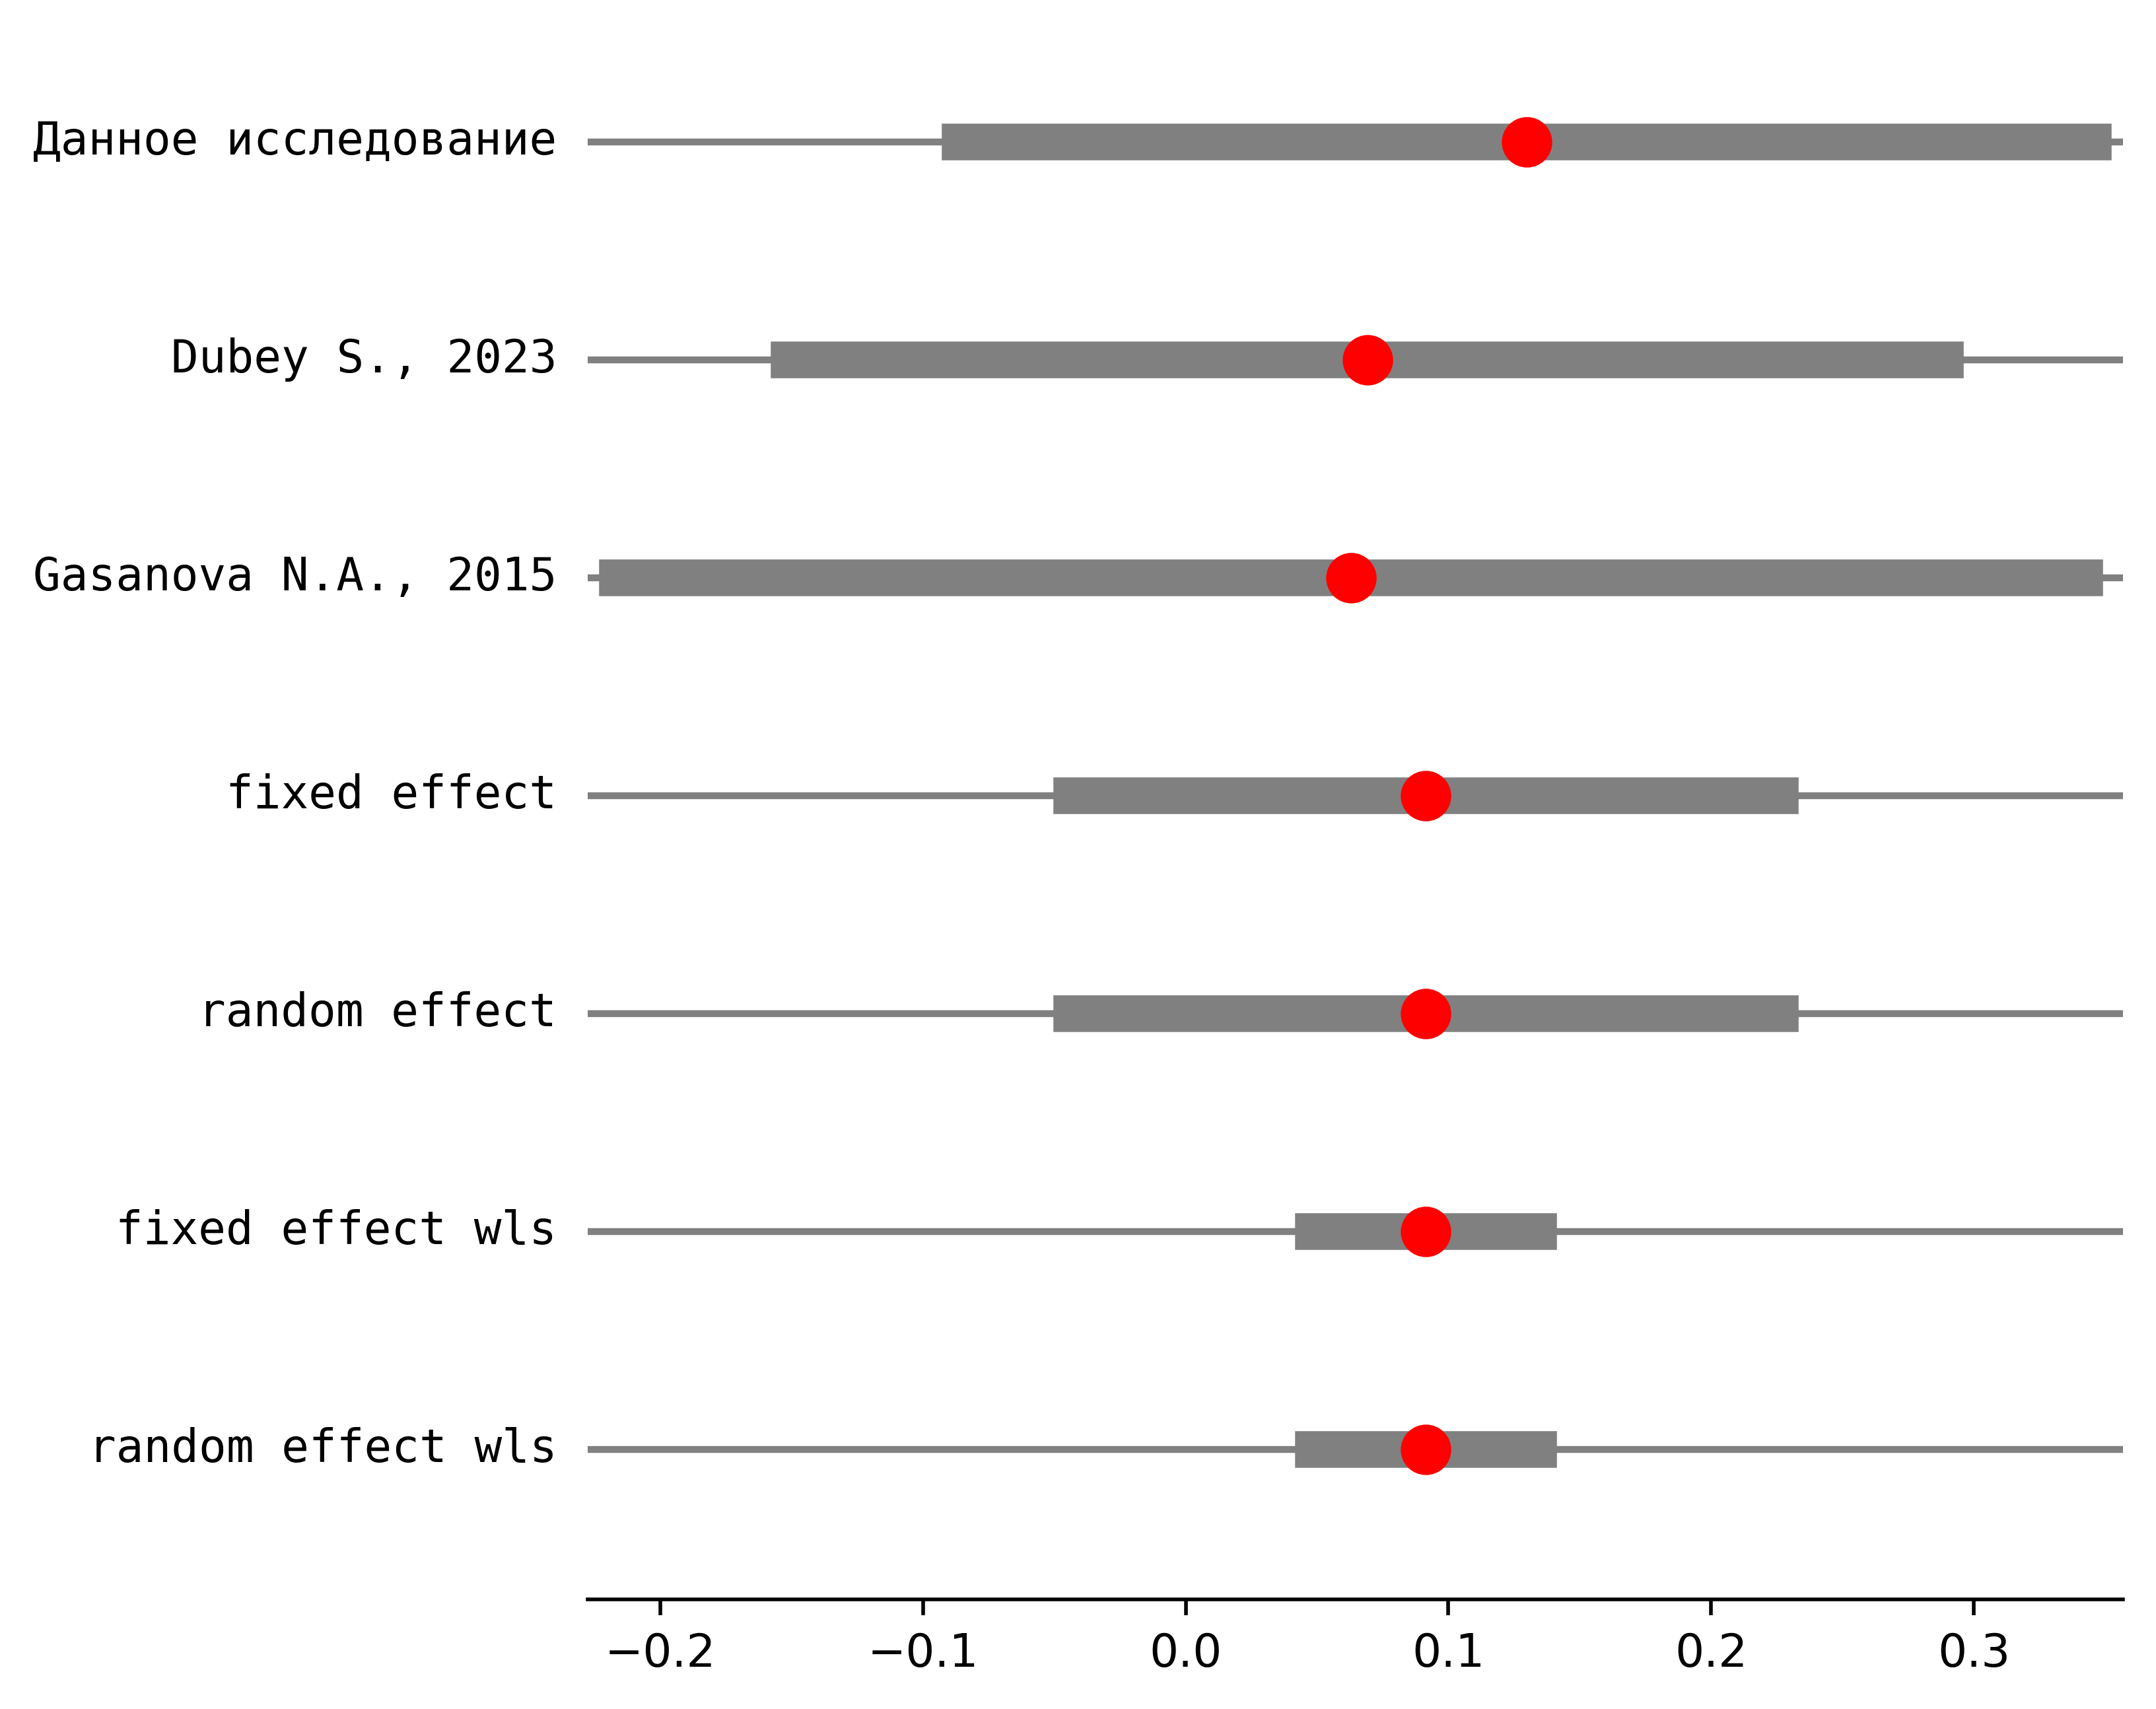 Данное исследование
Dubey S., 2023
Gasanova N.A., 2015
fixed effect
random effect
fixed effect wls
random effect wls
−0.2 −0.1 0.0 0.1 0.2 0.3